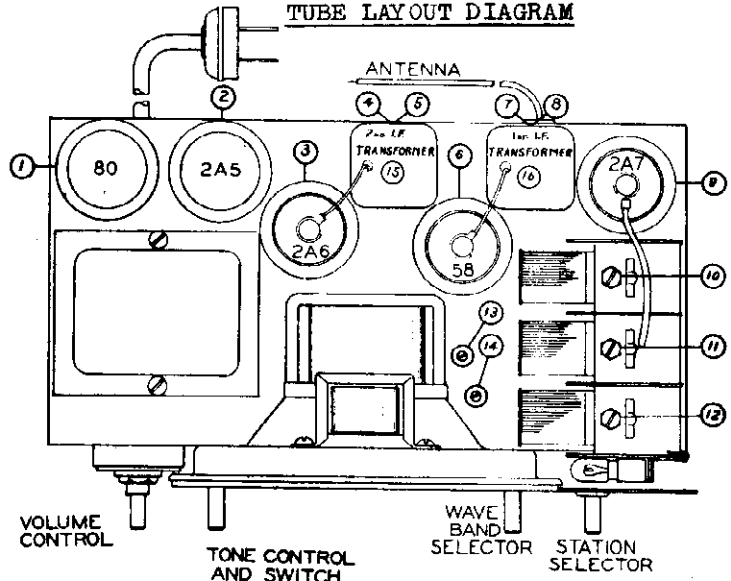 TUBE LAYOUT DIAGRAM
ANTENNA
2
4 5
7 8
1
80
2A5
3
2ND I.F.
TRANSFORMER
15
6
1ST I.F.
TRANSFORMER
16
2A7
9
2A6
58
10
13
14
11
12
VOLUME
CONTROL
TONE CONTROL
AND SWITCH
WAVE
BAND
SELECTOR
STATION
SELECTOR